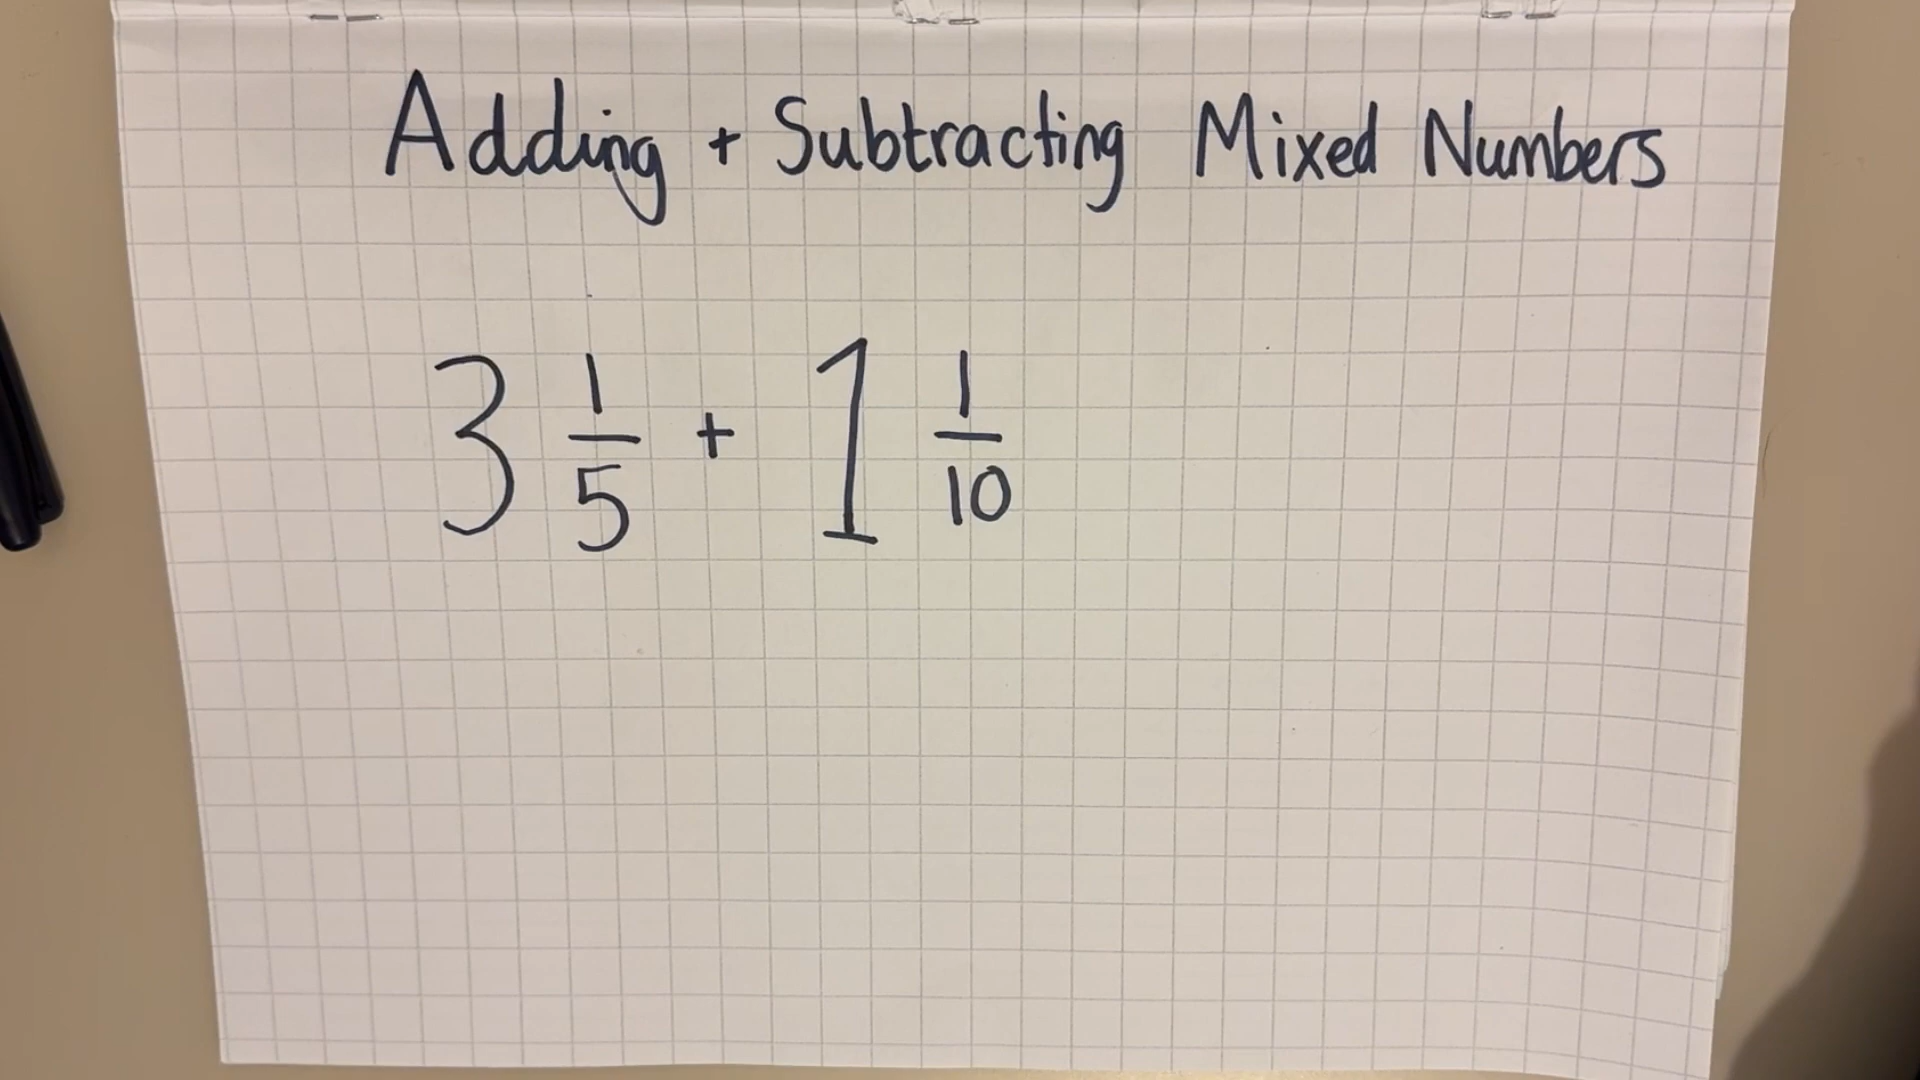 Adding + Subtracting Mixed Numbers
3 1/5 + 1 1/10